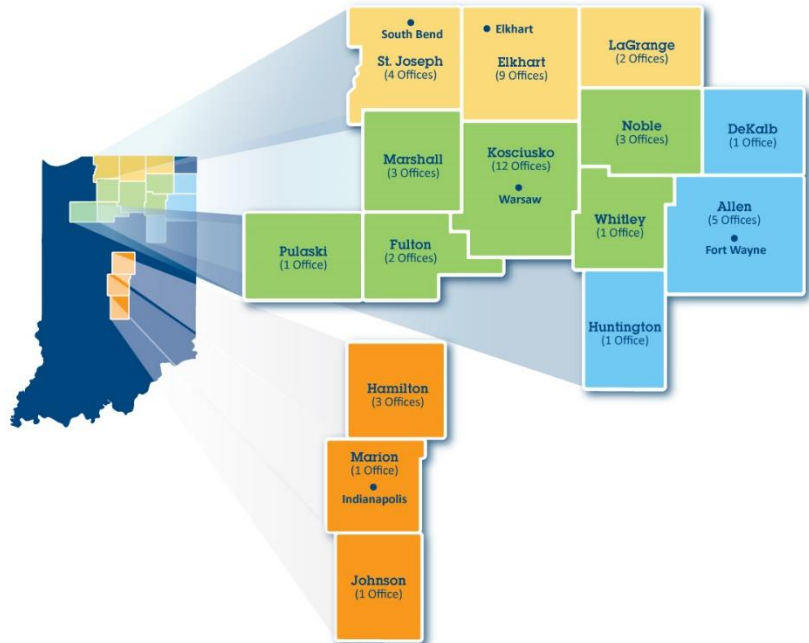 South Bend
St. Joseph
(4 Offices)
Elkhart
Elkhart
(9 Offices)
LaGrange
(2 Offices)
Marshall
(3 Offices)
Kosciusko
(12 Offices)
Warsaw
Noble
(3 Offices)
DeKalb
(1 Office)
Pulaski
(1 Office)
Fulton
(2 Offices)
Whitley
(1 Office)
Allen
(5 Offices)
Fort Wayne
Huntington
(1 Office)
Hamilton
(3 Offices)
Marion
(1 Office)
Indianapolis
Johnson
(1 Office)